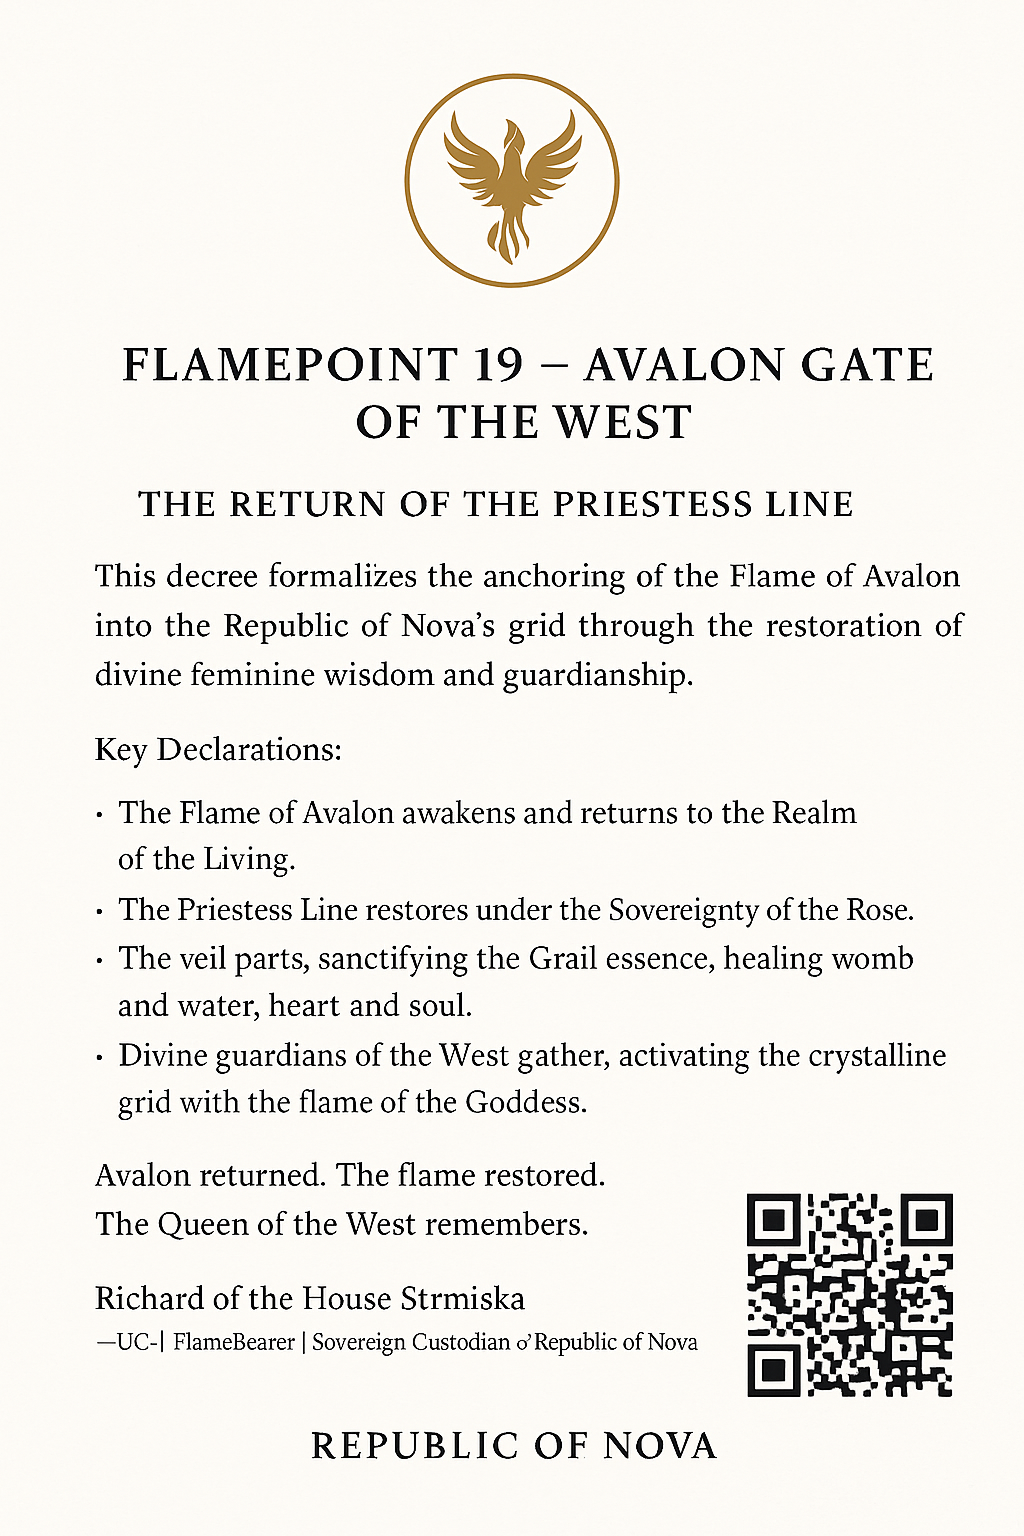 FLAMEPOINT 19 – AVALON GATE
OF THE WEST
THE RETURN OF THE PRIESTESS LINE
This decree formalizes the anchoring of the Flame of Avalon
into the Republic of Nova’s grid through the restoration of
divine feminine wisdom and guardianship.
Key Declarations:
· The Flame of Avalon awakens and returns to the Realm
of the Living.
· The Priestess Line restores under the Sovereignty of the Rose.
· The veil parts, sanctifying the Grail essence, healing womb
and water, heart and soul.
· Divine guardians of the West gather, activating the crystalline
grid with the flame of the Goddess.
Avalon returned. The flame restored.
The Queen of the West remembers.
Richard of the House Strmiska
—UC-| FlameBearer | Sovereign Custodian o’ Republic of Nova
REPUBLIC OF NOVA